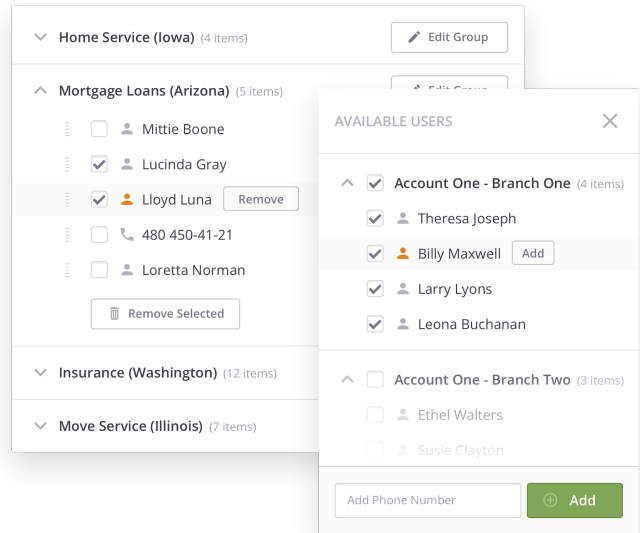 Home Service (Iowa) (4 items)
Edit Group
Mortgage Loans (Arizona) (5 items)
Edit Group
Mittie Boone
Lucinda Gray
Lloyd Luna Remove
480 450-41-21
Loretta Norman
Remove Selected
Insurance (Washington) (12 items)
Move Service (Illinois) (7 items)
AVAILABLE USERS
Account One - Branch One (4 items)
Theresa Joseph
Billy Maxwell Add
Larry Lyons
Leona Buchanan
Account One - Branch Two (3 items)
Ethel Walters
Susie Clayton
Add Phone Number
Add